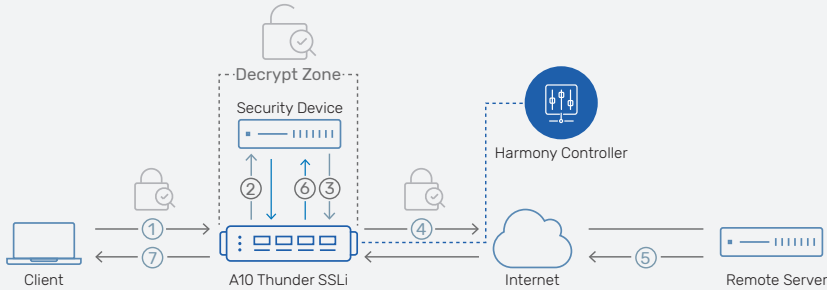 Decrypt Zone
Security Device
Harmony Controller
2
6
3
1
4
7
5
Client
A10 Thunder SSLi
Internet
Remote Server